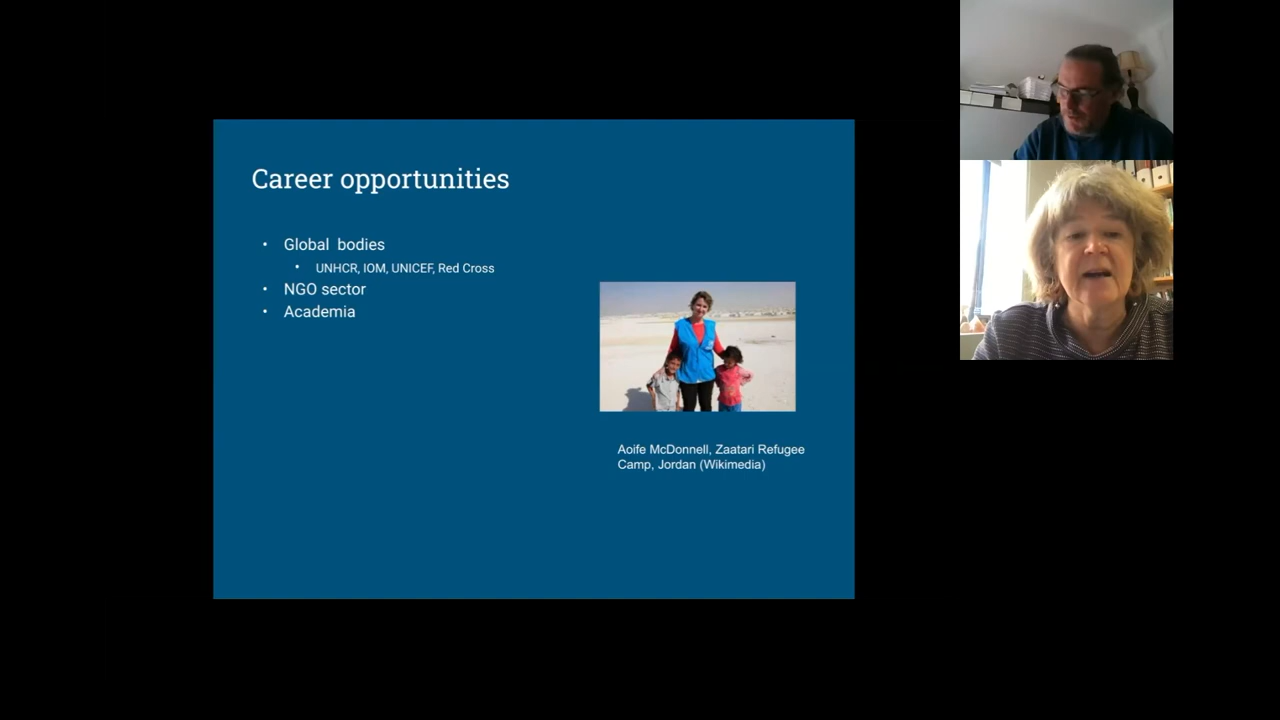 Career opportunities
• Global bodies
• UNHCR, IOM, UNICEF, Red Cross
• NGO sector
• Academia
Aoife McDonnell, Zaatari Refugee
Camp, Jordan (Wikimedia)